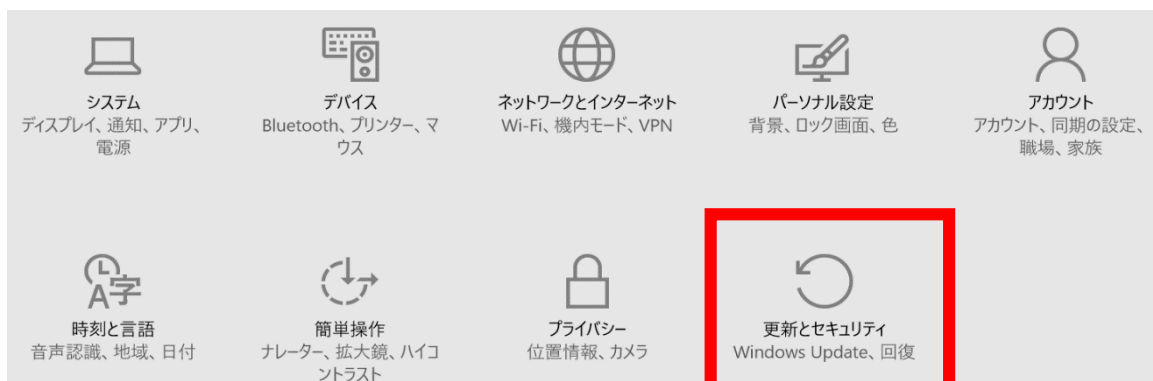 システム
ディスプレイ、通知、アプリ、
電源
デバイス
Bluetooth、プリンター、マ
ウス
ネットワークとインターネット
Wi-Fi、機内モード、VPN
パーソナル設定
背景、ロック画面、色
アカウント
アカウント、同期の設定、
職場、家族
A字
時刻と言語
音声認識、地域、日付
簡単操作
ナレーター、拡大鏡、ハイコ
ントラスト
プライバシー
位置情報、カメラ
更新とセキュリティ
Windows Update、回復